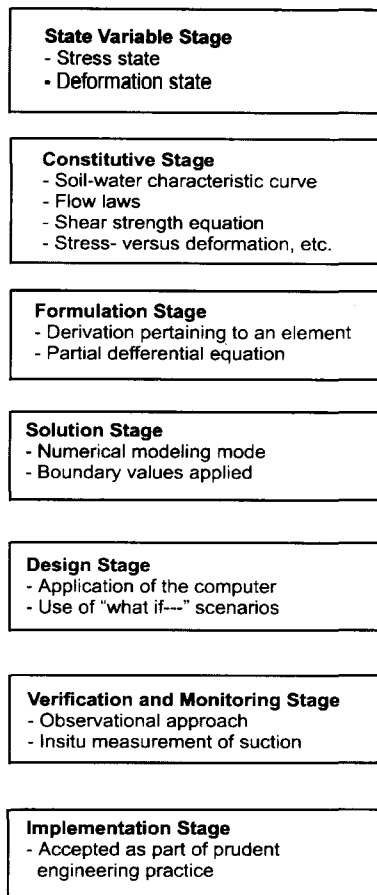 State Variable Stage
- Stress state
- Deformation state
Constitutive Stage
- Soil-water characteristic curve
- Flow laws
- Shear strength equation
- Stress- versus deformation, etc.
Formulation Stage
- Derivation pertaining to an element
- Partial defferential equation
Solution Stage
- Numerical modeling mode
- Boundary values applied
Design Stage
- Application of the computer
- Use of "what if---" scenarios
Verification and Monitoring Stage
- Observational approach
- Insitu measurement of suction
Implementation Stage
- Accepted as part of prudent
engineering practice